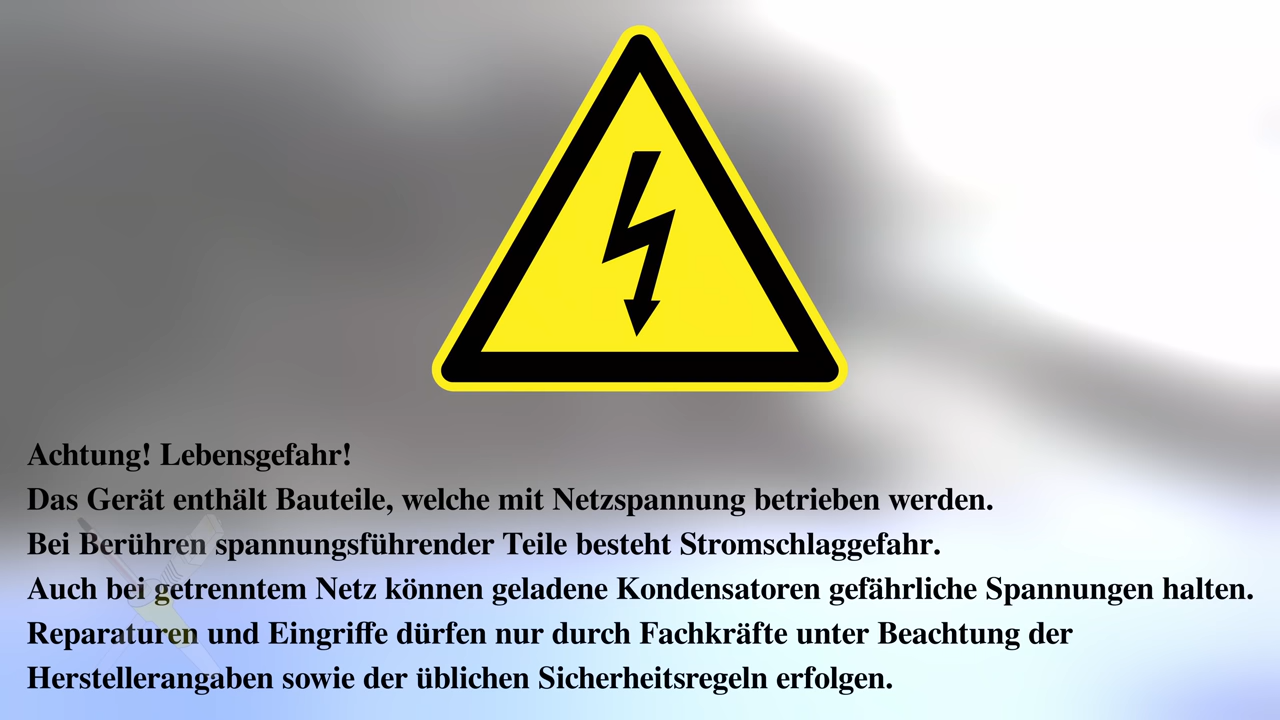 Achtung! Lebensgefahr!
Das Gerät enthält Bauteile, welche mit Netzspannung betrieben werden.
Bei Berühren spannungsführender Teile besteht Stromschlaggefahr.
Auch bei getrenntem Netz können geladene Kondensatoren gefährliche Spannungen halten.
Reparaturen und Eingriffe dürfen nur durch Fachkräfte unter Beachtung der
Herstellerangaben sowie der üblichen Sicherheitsregeln erfolgen.